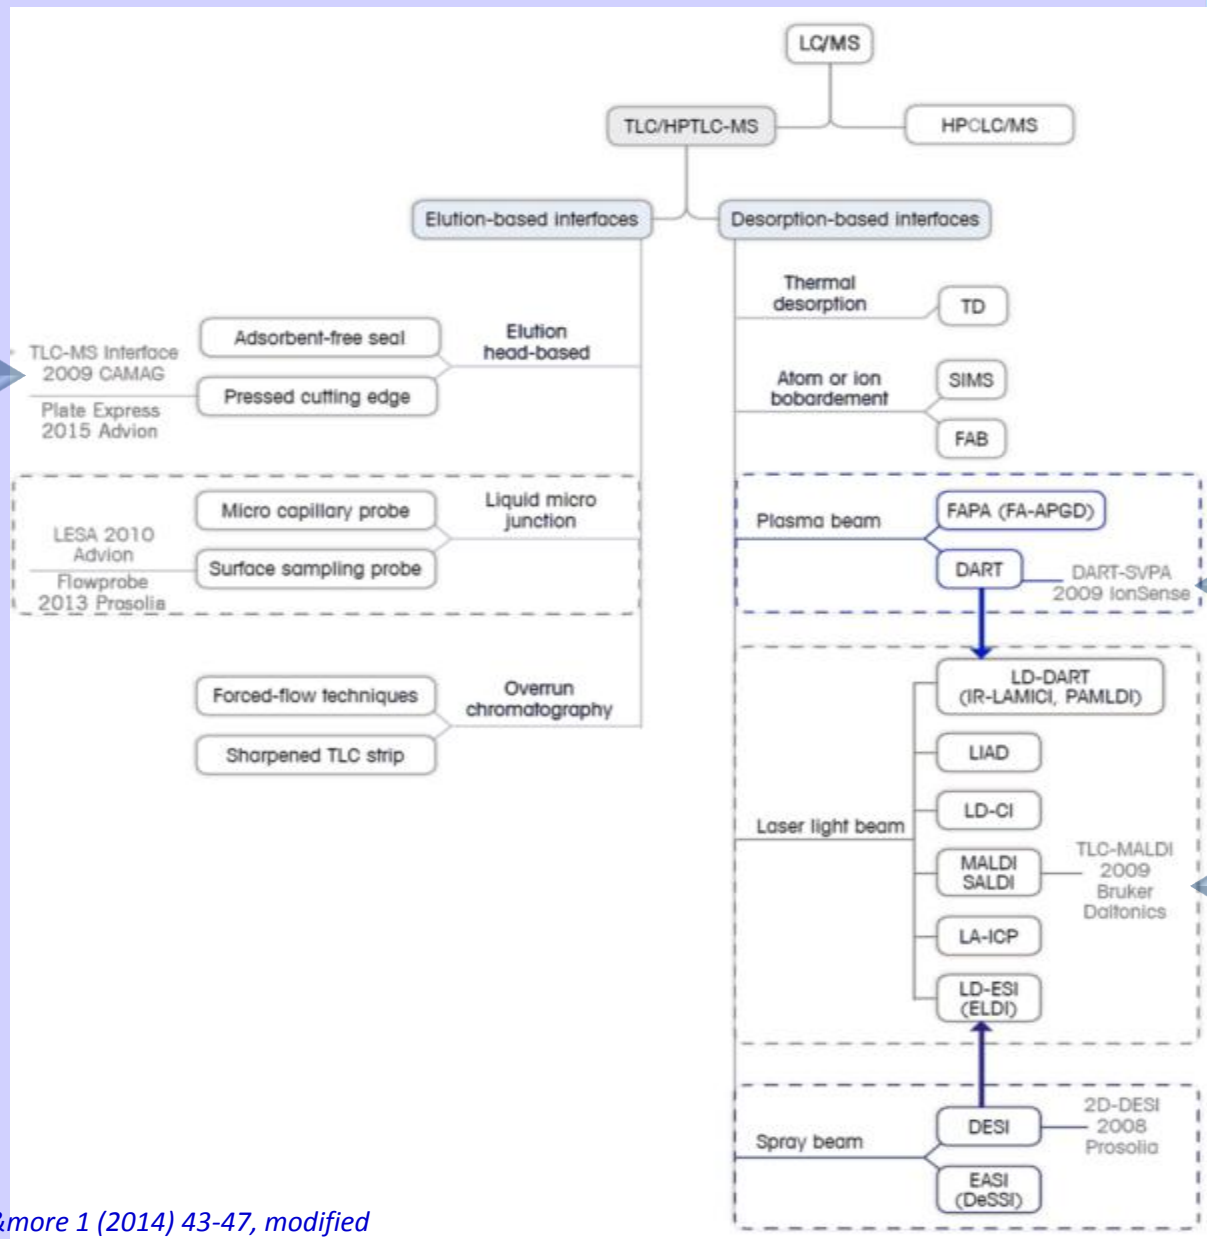 LC/MS
TLC/HPTLC-MS
HPCLC/MS
Elution-based interfaces
Desorption-based interfaces
Adsorbent-free seal
Elution
head-based
TLC-MS Interface
2009 CAMAG
Pressed cutting edge
Plate Express
2015 Advion
Micro capillary probe
Liquid micro
junction
LESA 2010
Advion
Surface sampling probe
Flowprobe
2013 Prosolia
Forced-flow techniques
Overrun
chromatography
Sharpened TLC strip
Thermal
desorption
TD
Atom or ion
bobardement
SIMS
FAB
Plasma beam
FAPA (FA-APGD)
DART
DART-SVPA
2009 IonSense
LD-DART
(IR-LAMICI, PAMLDI)
LIAD
LD-CI
Laser light beam
MALDI
SALDI
TLC-MALDI
2009
Bruker
Daltonics
LA-ICP
LD-ESI
(ELDI)
Spray beam
DESI
2D-DESI
2008
Prosolia
EASI
(DeSSI)
&more 1 (2014) 43-47, modified